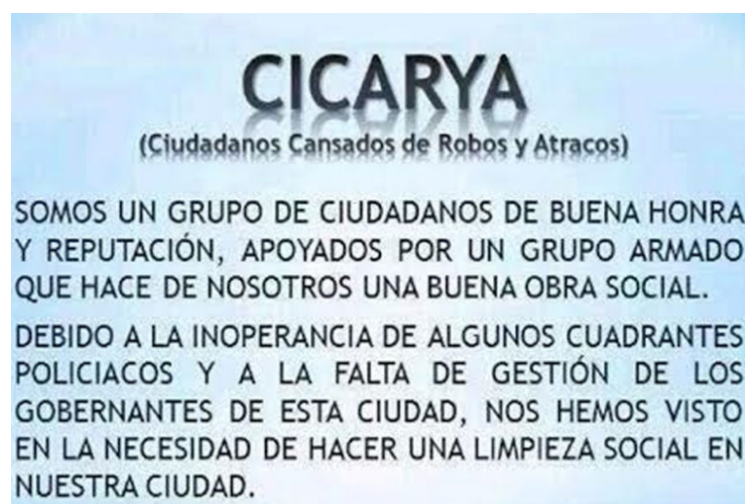 CICARYA
(Ciudadanos Cansados de Robos y Atracos)
SOMOS UN GRUPO DE CIUDADANOS DE BUENA HONRA
Y REPUTACIÓN, APOYADOS POR UN GRUPO ARMADO
QUE HACE DE NOSOTROS UNA BUENA OBRA SOCIAL.
DEBIDO A LA INOPERANCIA DE ALGUNOS CUADRANTES
POLICIACOS Y A LA FALTA DE GESTIÓN DE LOS
GOBERNANTES DE ESTA CIUDAD, NOS HEMOS VISTO
EN LA NECESIDAD DE HACER UNA LIMPIEZA SOCIAL EN
NUESTRA CIUDAD.